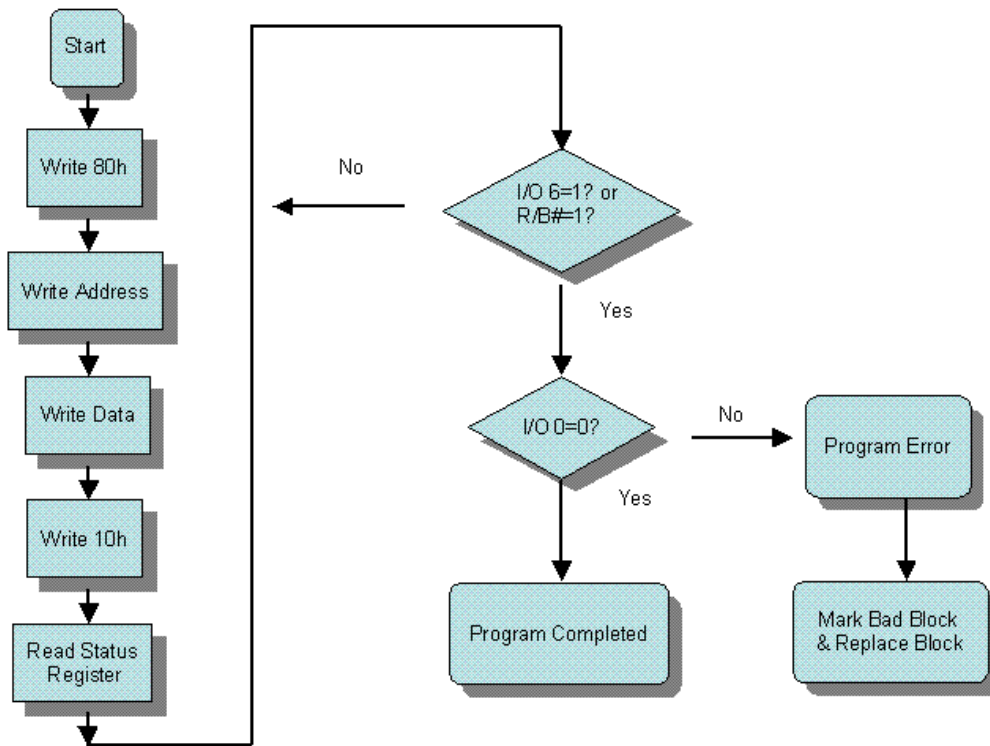 Start
Write 80h
Write Address
Write Data
Write 10h
Read Status
Register
I/O 6=1? or
R/B#=1?
No
Yes
I/O 0=0?
No
Yes
Program Error
Program Completed
Mark Bad Block
& Replace Block